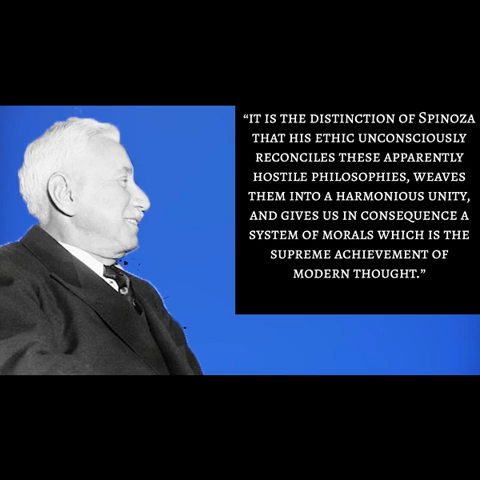 “it is the distinction of Spinoza
that his ethic unconsciously
reconciles these apparently
hostile philosophies, weaves
them into a harmonious unity,
and gives us in consequence a
system of morals which is the
supreme achievement of
modern thought.”